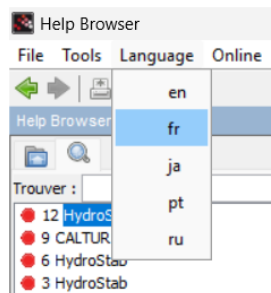 Help Browser
File Tools Language Online
en
fr
ja
pt
ru
Help Browser
Trouver :
12 HydroS
9 CALTUR
6 HydroStab
3 HydroStab